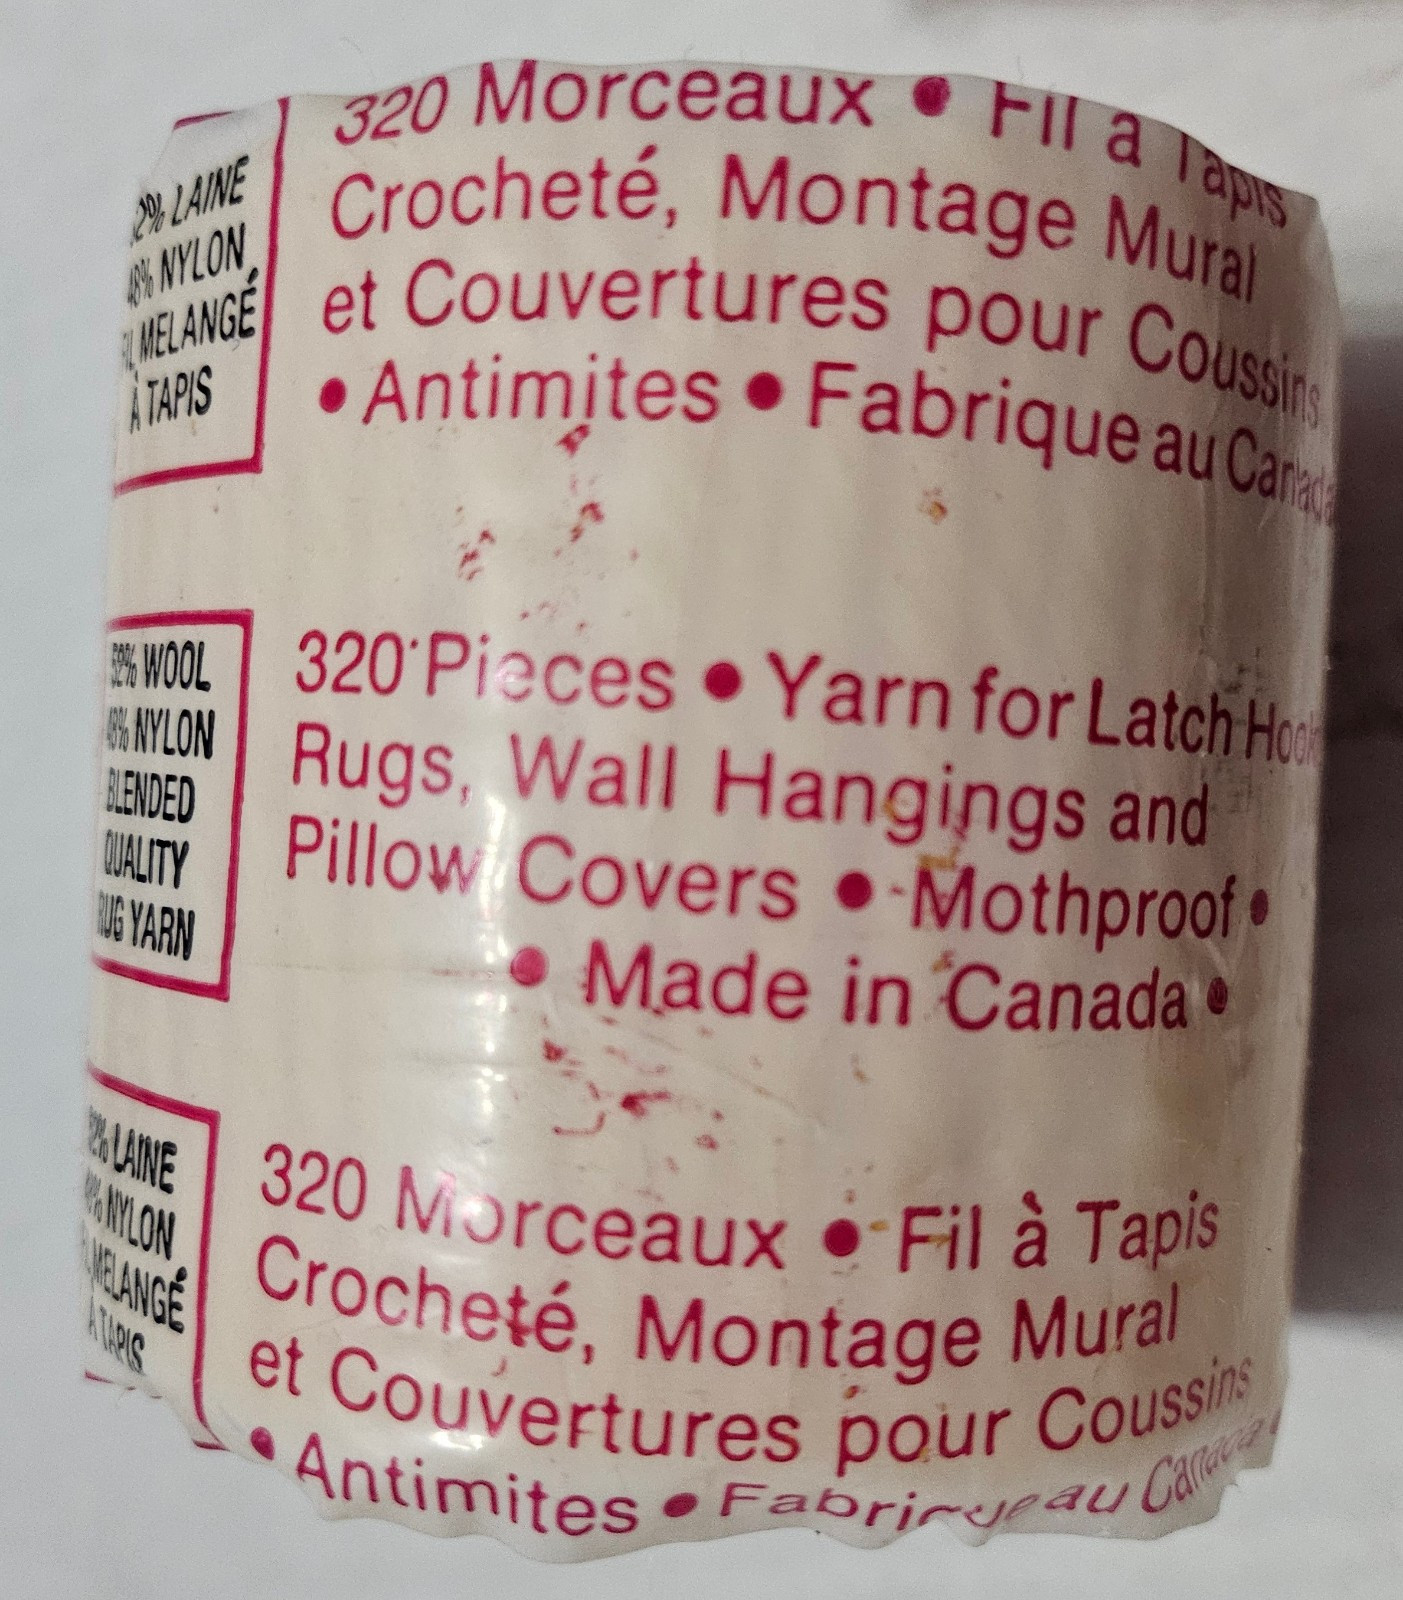 52% LAINE
48% NYLON
FIL MELANGÉ
À TAPIS
320 Morceaux • Fil à Tapis
Crocheté, Montage Mural
et Couvertures pour Coussins
• Antimites • Fabrique au Canada
52% WOOL
48% NYLON
BLENDED
QUALITY
RUG YARN
320 Pieces • Yarn for Latch Hook
Rugs, Wall Hangings and
Pillow Covers • Mothproof •
• Made in Canada •
52% LAINE
48% NYLON
FIL MELANGÉ
À TAPIS
320 Morceaux • Fil à Tapis
Crocheté, Montage Mural
et Couvertures pour Coussins
• Antimites • Fabrique au Canada •